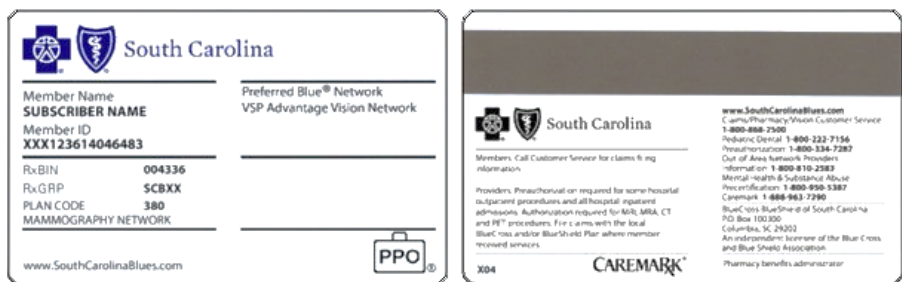 South Carolina
Member Name
SUBSCRIBER NAME
Member ID
XXX123614046483
Preferred Blue® Network
VSP Advantage Vision Network
RxBIN 004336
RxGRP SCBXX
PLAN CODE 380
MAMMOGRAPHY NETWORK
www.SouthCarolinaBlues.com
PPO®
South Carolina
Members: Call Customer Service for claims filing
information.
Providers: Preauthorization required for some hospital
outpatient procedures and all hospital inpatient
admissions. Authorization required for MRI, MRA, CT
and PET procedures. File claims with the local
BlueCross and/or BlueShield Plan where member
received services.
X04
CAREMARK®
www.SouthCarolinaBlues.com
Claims/Pharmacy/Vision Customer Service
1-800-868-2500
Pediatric Dental 1-800-222-7156
Preauthorization 1-800-334-7287
Out of Area Network Providers
Information 1-800-810-2583
Mental Health & Substance Abuse
Precertification 1-800-950-5387
Caremark 1-888-963-7290
BlueCross BlueShield of South Carolina
P.O. Box 100300
Columbia, SC 29202
An independent licensee of the Blue Cross
and Blue Shield Association
Pharmacy benefits administrator